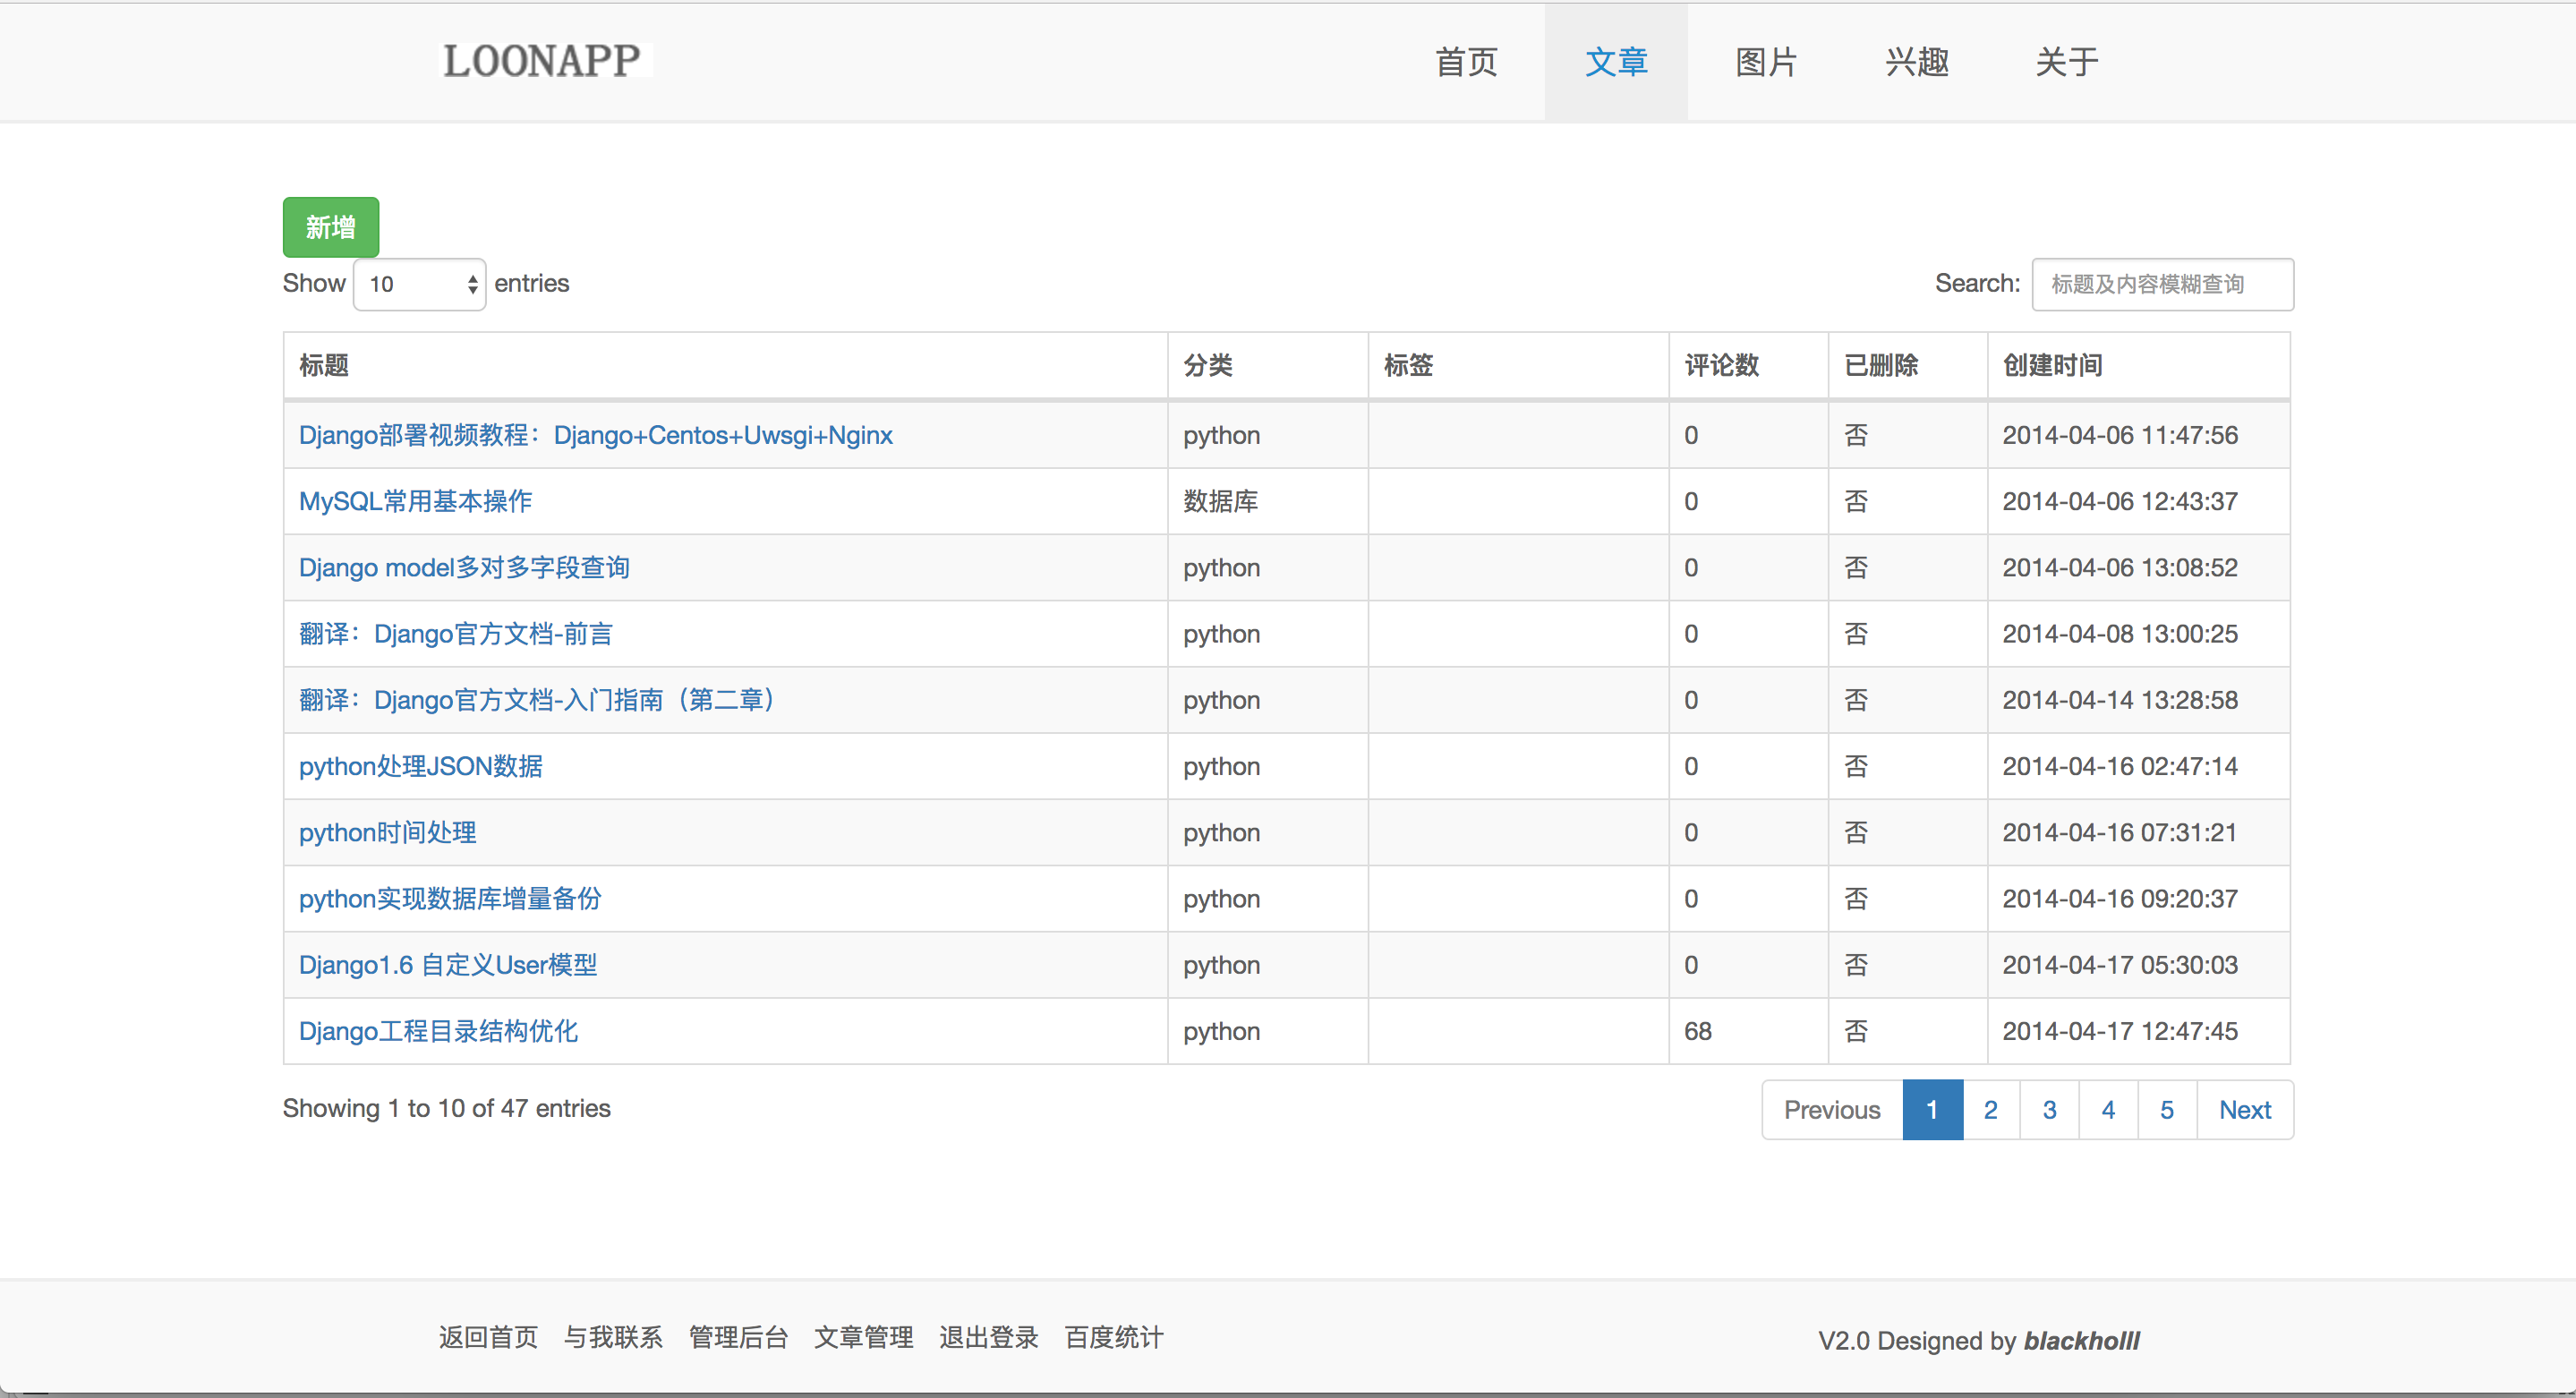 LOONAPP 首页 文章 图片 兴趣 关于
新增
Show 10 entries Search: 标题及内容模糊查询
标题 分类 标签 评论数 已删除 创建时间
Django部署视频教程：Django+Centos+Uwsgi+Nginx python 0 否 2014-04-06 11:47:56
MySQL常用基本操作 数据库 0 否 2014-04-06 12:43:37
Django model多对多字段查询 python 0 否 2014-04-06 13:08:52
翻译：Django官方文档-前言 python 0 否 2014-04-08 13:00:25
翻译：Django官方文档-入门指南（第二章） python 0 否 2014-04-14 13:28:58
python处理JSON数据 python 0 否 2014-04-16 02:47:14
python时间处理 python 0 否 2014-04-16 07:31:21
python实现数据库增量备份 python 0 否 2014-04-16 09:20:37
Django1.6 自定义User模型 python 0 否 2014-04-17 05:30:03
Django工程目录结构优化 python 68 否 2014-04-17 12:47:45
Showing 1 to 10 of 47 entries Previous 1 2 3 4 5 Next
返回首页 与我联系 管理后台 文章管理 退出登录 百度统计 V2.0 Designed by blackholll